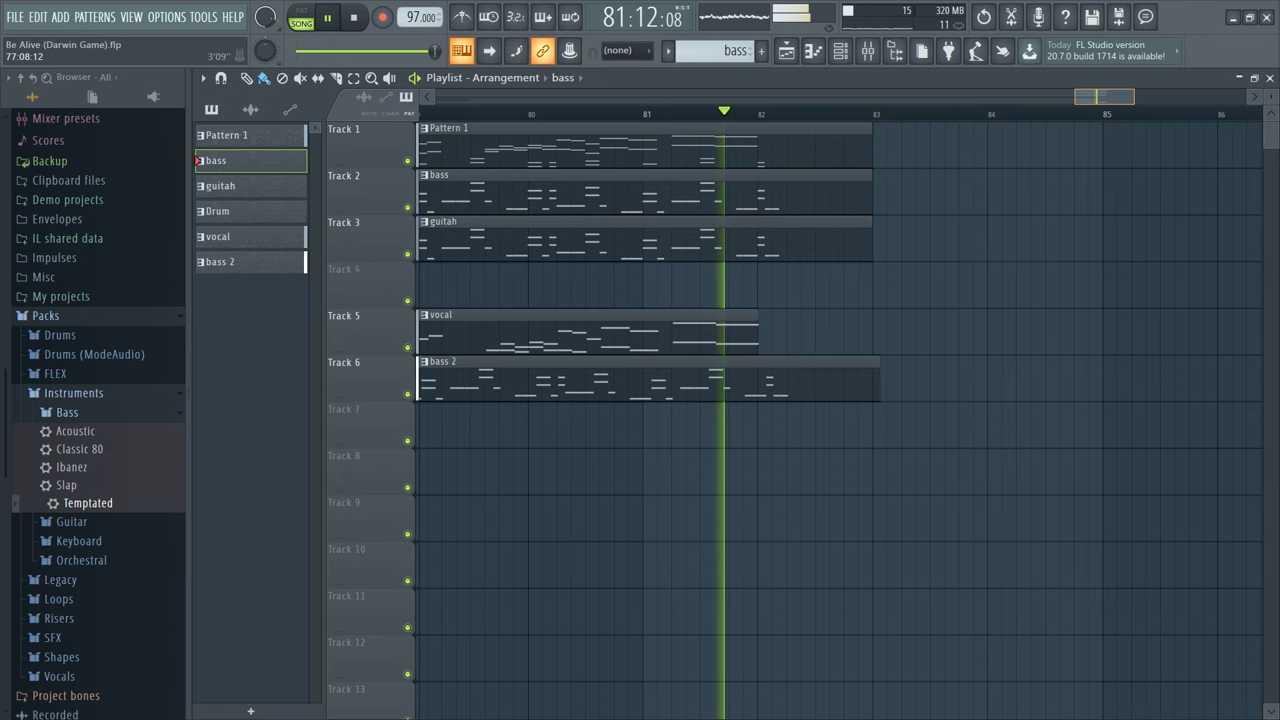 FILE EDIT ADD PATTERNS VIEW OPTIONS TOOLS HELP
PAT
SONG
97.000
3.2.
81:12:08
15
320 MB
11
Be Alive (Darwin Game).flp
77:08:12
3'09"
(none)
bass
Today FL Studio version
20.7.0 build 1714 is available!
Browser - All
Playlist - Arrangement
bass
NOTE CHAN PAT
80
81
82
83
84
85
86
Mixer presets
Scores
Backup
Clipboard files
Demo projects
Envelopes
IL shared data
Impulses
Misc
My projects
Packs
Drums
Drums (ModeAudio)
FLEX
Instruments
Bass
Acoustic
Classic 80
Ibanez
Slap
Temptated
Guitar
Keyboard
Orchestral
Legacy
Loops
Risers
SFX
Shapes
Vocals
Project bones
Recorded
Pattern 1
bass
guitah
Drum
vocal
bass 2
Track 1
Pattern 1
Track 2
bass
Track 3
guitah
Track 4
Track 5
vocal
Track 6
bass 2
Track 7
Track 8
Track 9
Track 10
Track 11
Track 12
Track 13